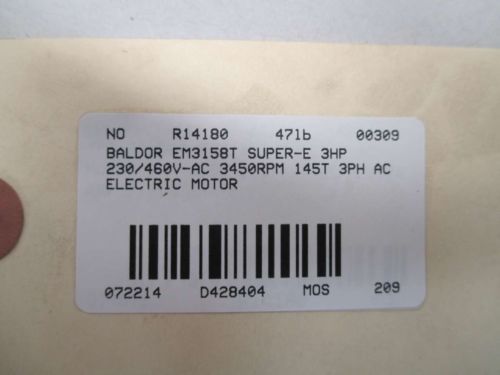 NO R14180 47lb 00309
BALDOR EM3158T SUPER-E 3HP
230/460V-AC 3450RPM 145T 3PH AC
ELECTRIC MOTOR
072214 D428404 MOS 209